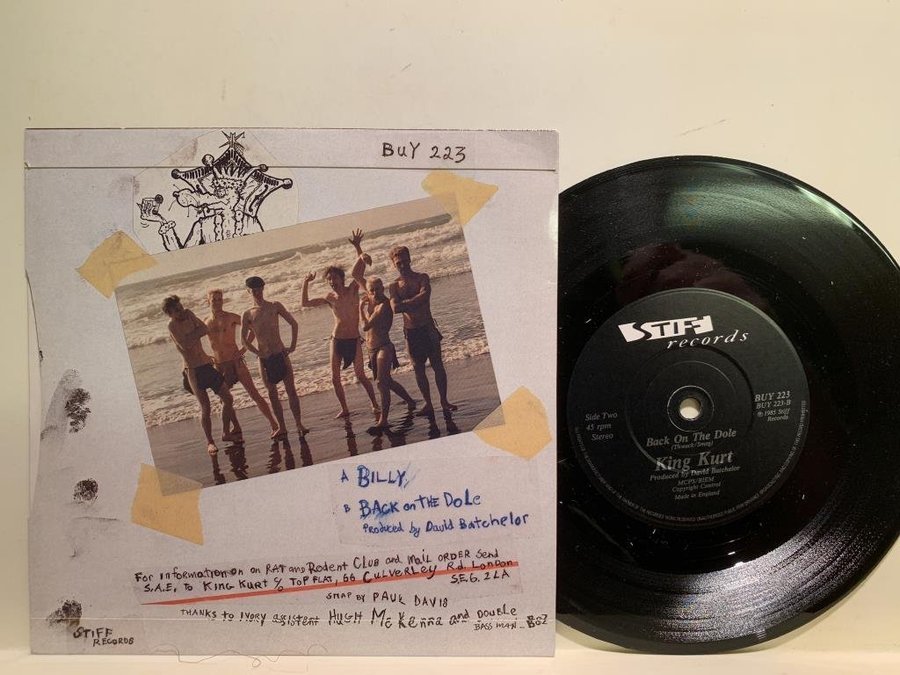 BUY 223
A BILLY
B BACK on THE DOLE
Produced by David Batchelor
For information on RAT and Rodent Club and mail ORDER Send
S.A.E. To KING KURT % TOP FLAT, 66 CULVERLEY Rd. London
S.E.6. 2LA
SNAP By PAUL DAVIS
THANKS to IVORY assistent HUGH McKenna and DOUBLE
BASS MAN BoZ
STIFF
RECORDS
STIFF
records
Side Two
45 rpm
Stereo
BUY 223
BUY 223-B
℗ 1985 Stiff
Records
Back On The Dole
King Kurt
Produced by David Batchelor
MCPS/BIEM
Copyright Control
Made in England